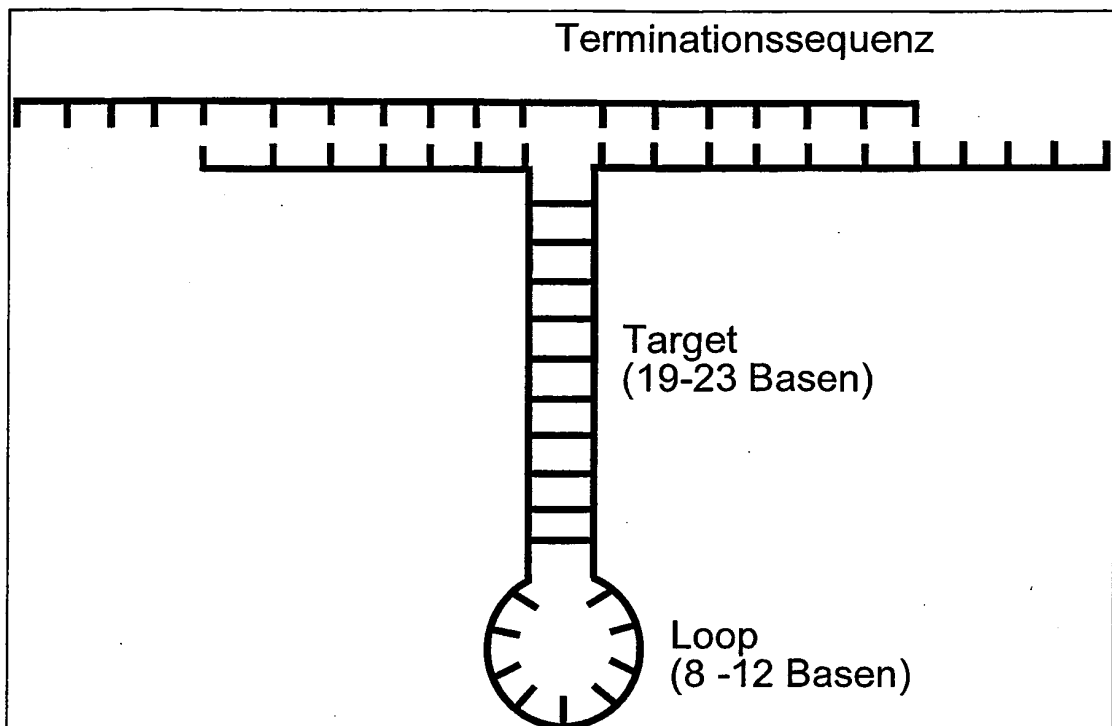 Terminationssequenz
Target
(19-23 Basen)
Loop
(8 -12 Basen)